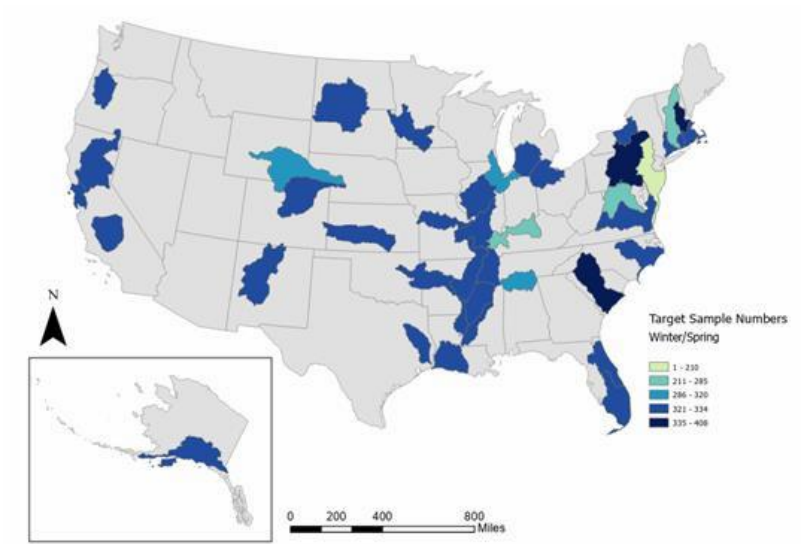 N
Target Sample Numbers
Winter/Spring
1 - 210
211 - 285
286 - 320
321 - 334
335 - 408
0 200 400 800
Miles